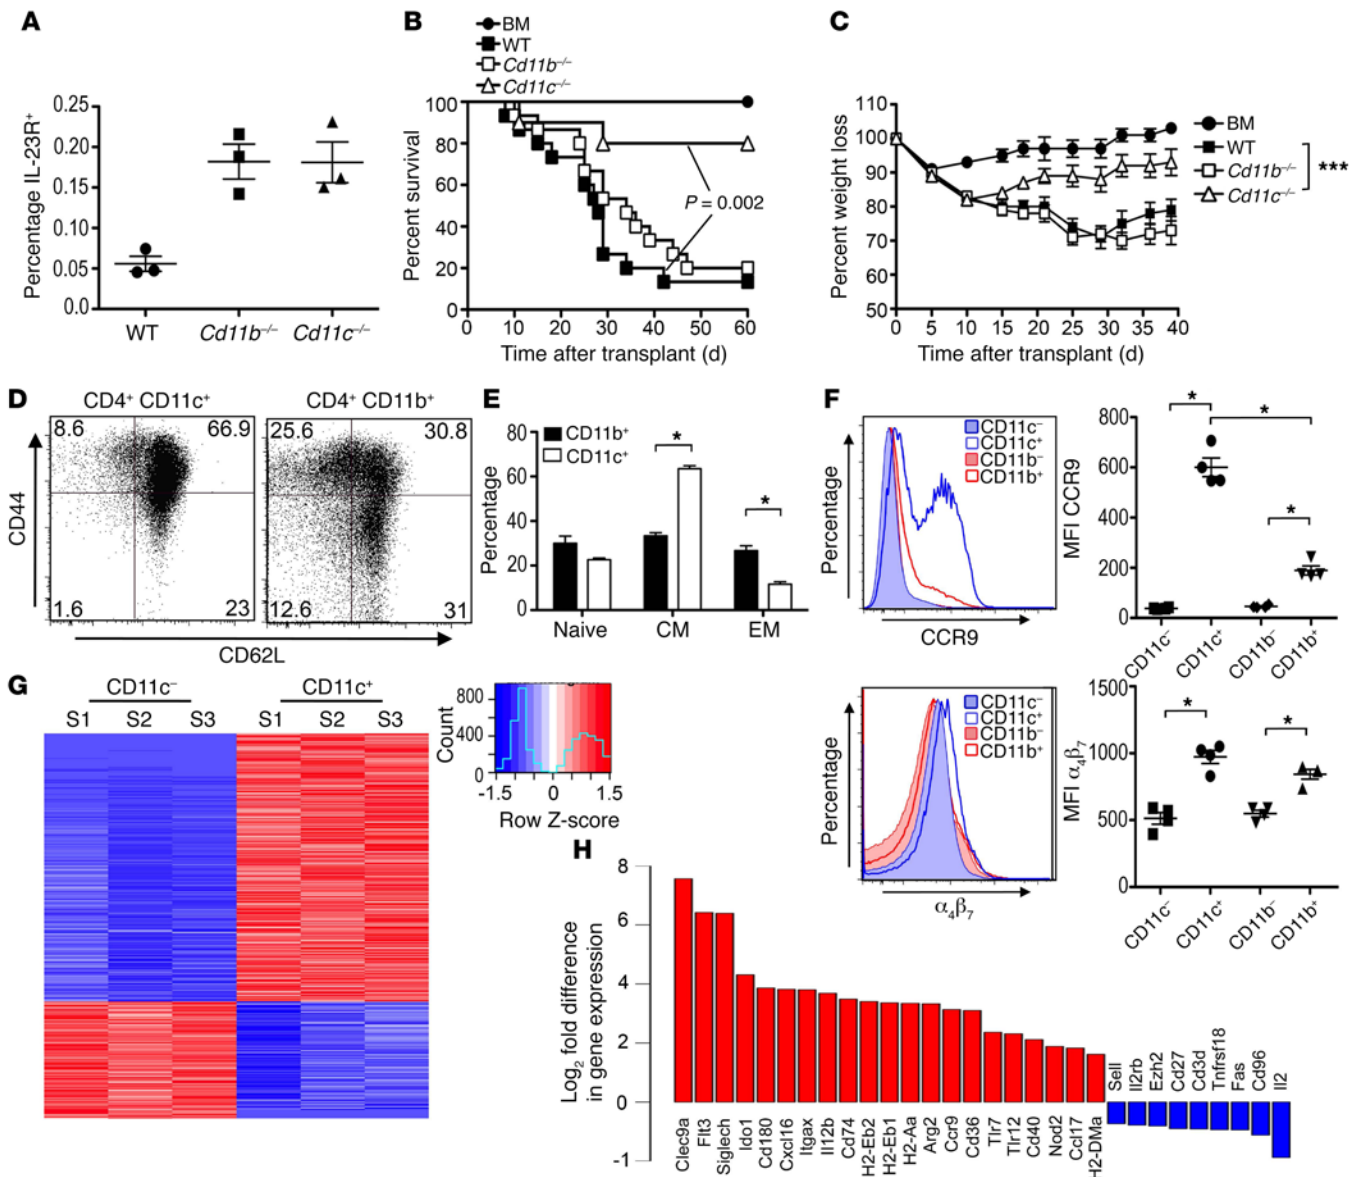 A
Percentage IL-23R⁺
0.25
0.20
0.15
0.10
0.05
0.0
WT
Cd11b⁻/⁻
Cd11c⁻/⁻
B
BM
WT
Cd11b⁻/⁻
Cd11c⁻/⁻
Percent survival
100
80
60
40
20
0
P = 0.002
0 10 20 30 40 50 60
Time after transplant (d)
C
Percent weight loss
110
100
90
80
70
60
50
BM
WT
Cd11b⁻/⁻
Cd11c⁻/⁻
***
0 5 10 15 20 25 30 35 40
Time after transplant (d)
D
CD4⁺ CD11c⁺
CD4⁺ CD11b⁺
8.6 66.9
1.6 23
25.6 30.8
12.6 31
CD44
CD62L
E
Percentage
80
60
40
20
0
CD11b⁺
CD11c⁺
*
*
Naive CM EM
F
Percentage
CD11c⁻
CD11c⁺
CD11b⁻
CD11b⁺
CCR9
MFI CCR9
800
600
400
200
0
*
*
*
CD11c⁻
CD11c⁺
CD11b⁻
CD11b⁺
Percentage
CD11c⁻
CD11c⁺
CD11b⁻
CD11b⁺
α₄β₇
MFI α₄β₇
1500
1000
500
0
*
*
CD11c⁻
CD11c⁺
CD11b⁻
CD11b⁺
G
CD11c⁻
CD11c⁺
S1 S2 S3 S1 S2 S3
Count
800
400
0
-1.5 0 1.5
Row Z-score
H
Log₂ fold difference
in gene expression
8
6
4
2
0
-1
Clec9a
Flt3
Siglech
Ido1
Cd180
Cxcl16
Itgax
Il12b
Cd74
H2-Eb2
H2-Eb1
H2-Aa
Arg2
Ccr9
Cd36
Tlr7
Tlr12
Cd40
Nod2
Ccl17
H2-DMa
Sell
Il2rb
Ezh2
Cd27
Cd3d
Tnfrsf18
Fas
Cd96
Il2